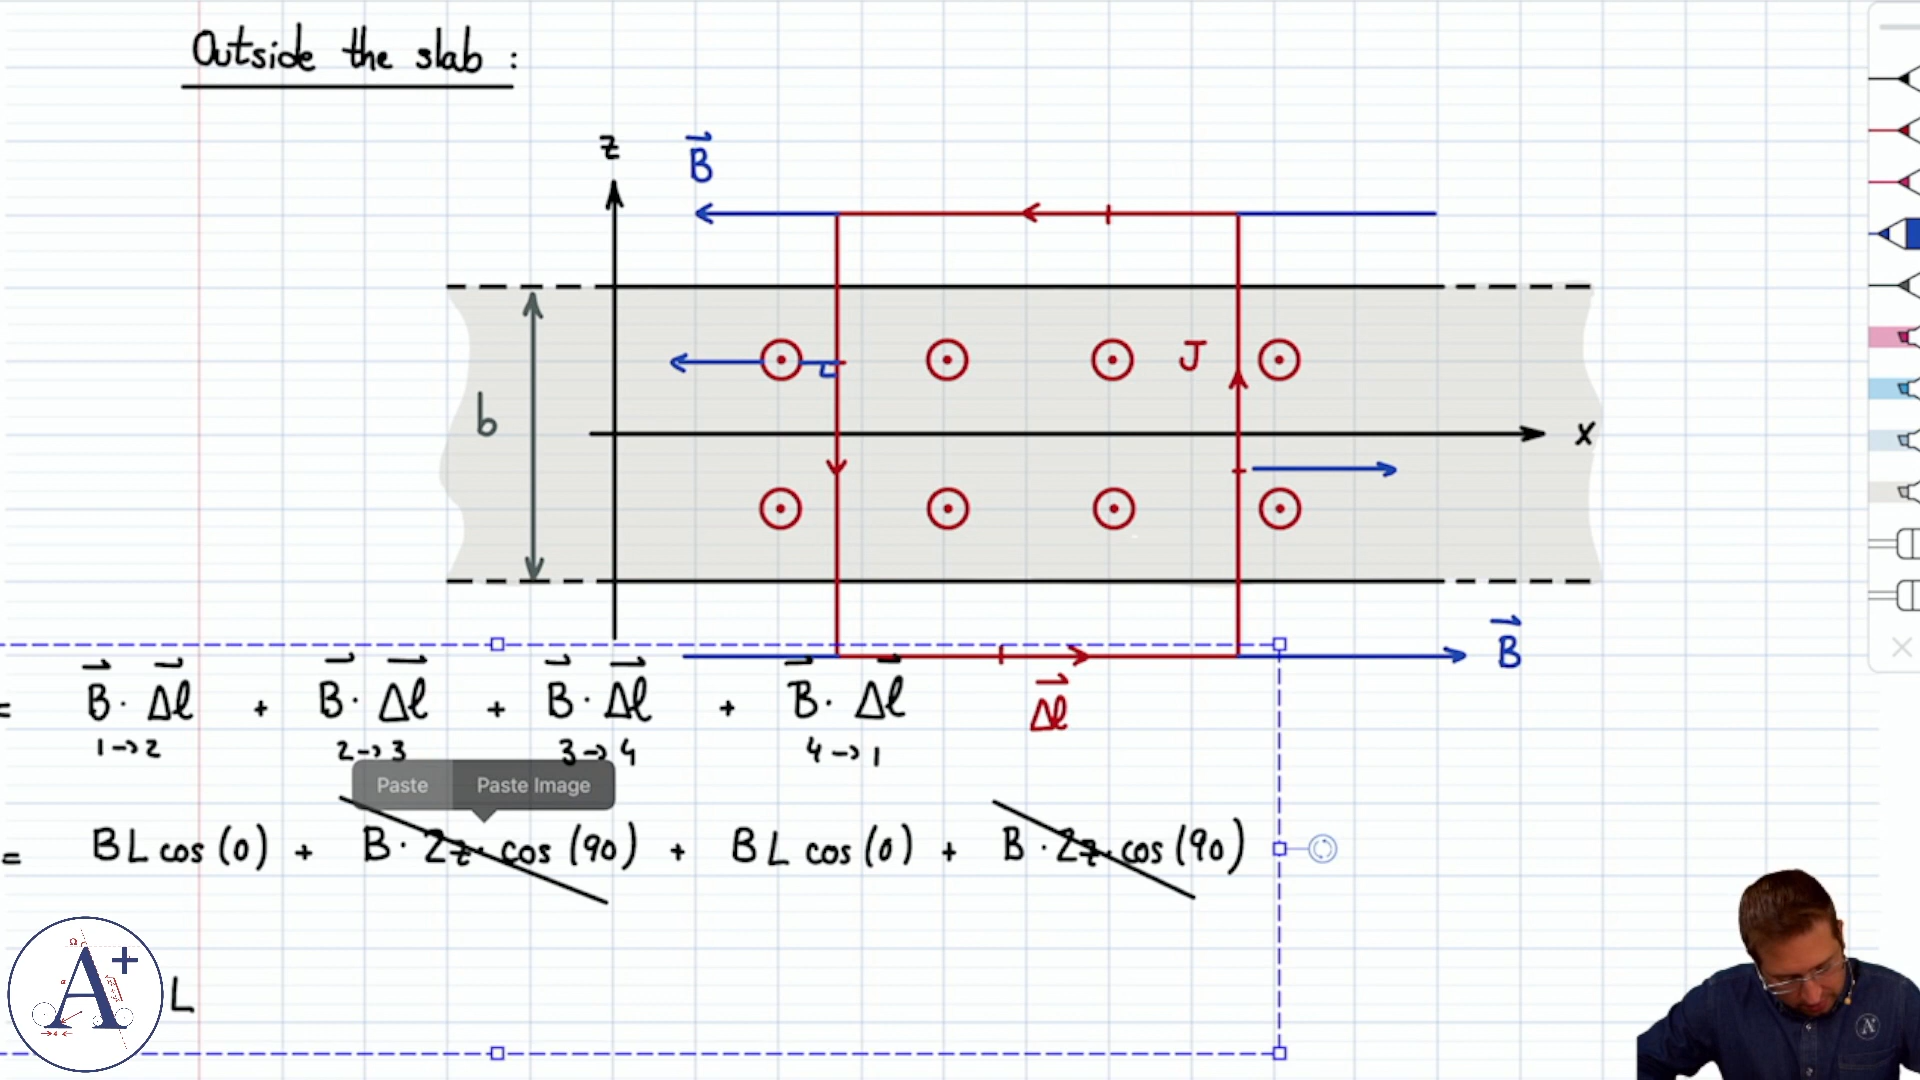 Outside the slab :
z
B
J
b
x
B
= B · Δl + B · Δl + B · Δl + B · Δl
Δl
1→2 2→3 3→4 4→1
Paste Paste Image
= BL cos (0) + B · 2z · cos (90) + BL cos (0) + B · 2z · cos (90)
A+
L